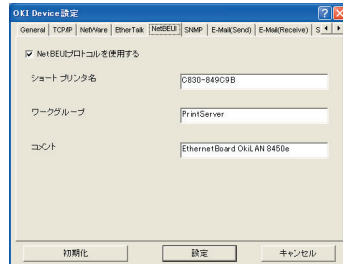 OKI Device設定
General TCP/IP NetWare EtherTalk NetBEUI SNMP E-Mail(Send) E-Mail(Receive) S
NetBEUIプロトコルを使用する
ショートプリンタ名 C830-849C9B
ワークグループ PrintServer
コメント EthernetBoard OkiLAN 8450e
初期化 設定 キャンセル